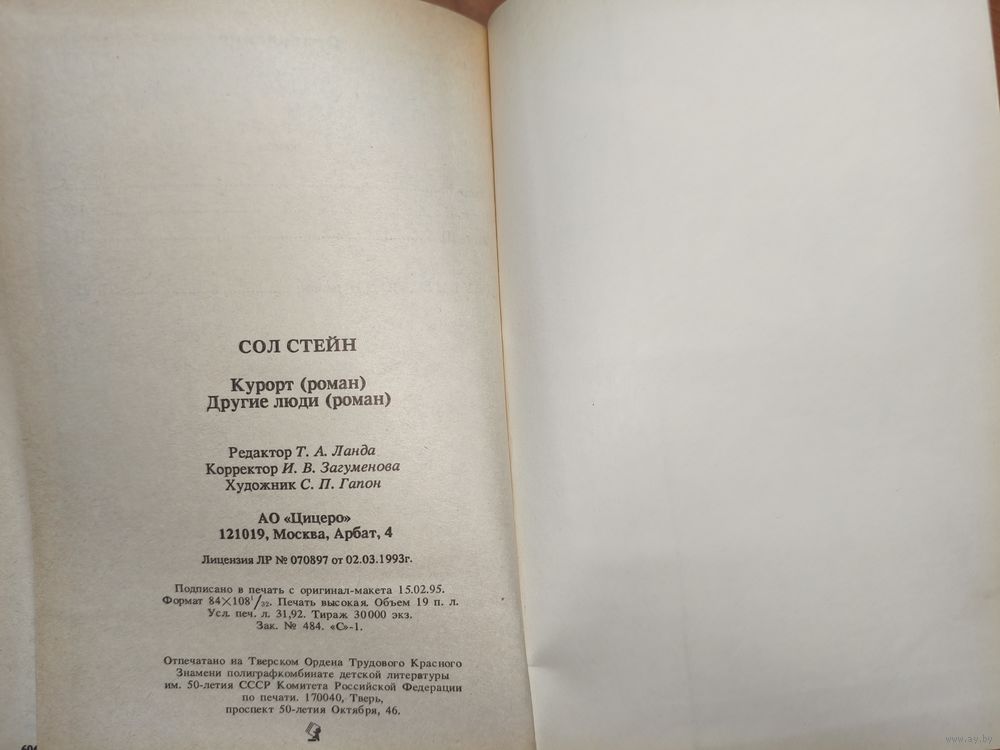 СОЛ СТЕЙН
Курорт (роман)
Другие люди (роман)
Редактор Т. А. Ланда
Корректор И. В. Загуменова
Художник С. П. Гапон
АО «Цицеро»
121019, Москва, Арбат, 4
Лицензия ЛР № 070897 от 02.03.1993г.
Подписано в печать с оригинал-макета 15.02.95.
Формат 84×108¹/₃₂. Печать высокая. Объем 19 п. л.
Усл. печ. л. 31,92. Тираж 30000 экз.
Зак. № 484. «С»-1.
Отпечатано на Тверском Ордена Трудового Красного
Знамени полиграфкомбинате детской литературы
им. 50-летия СССР Комитета Российской Федерации
по печати. 170040, Тверь,
проспект 50-летия Октября, 46.
www.ay.by